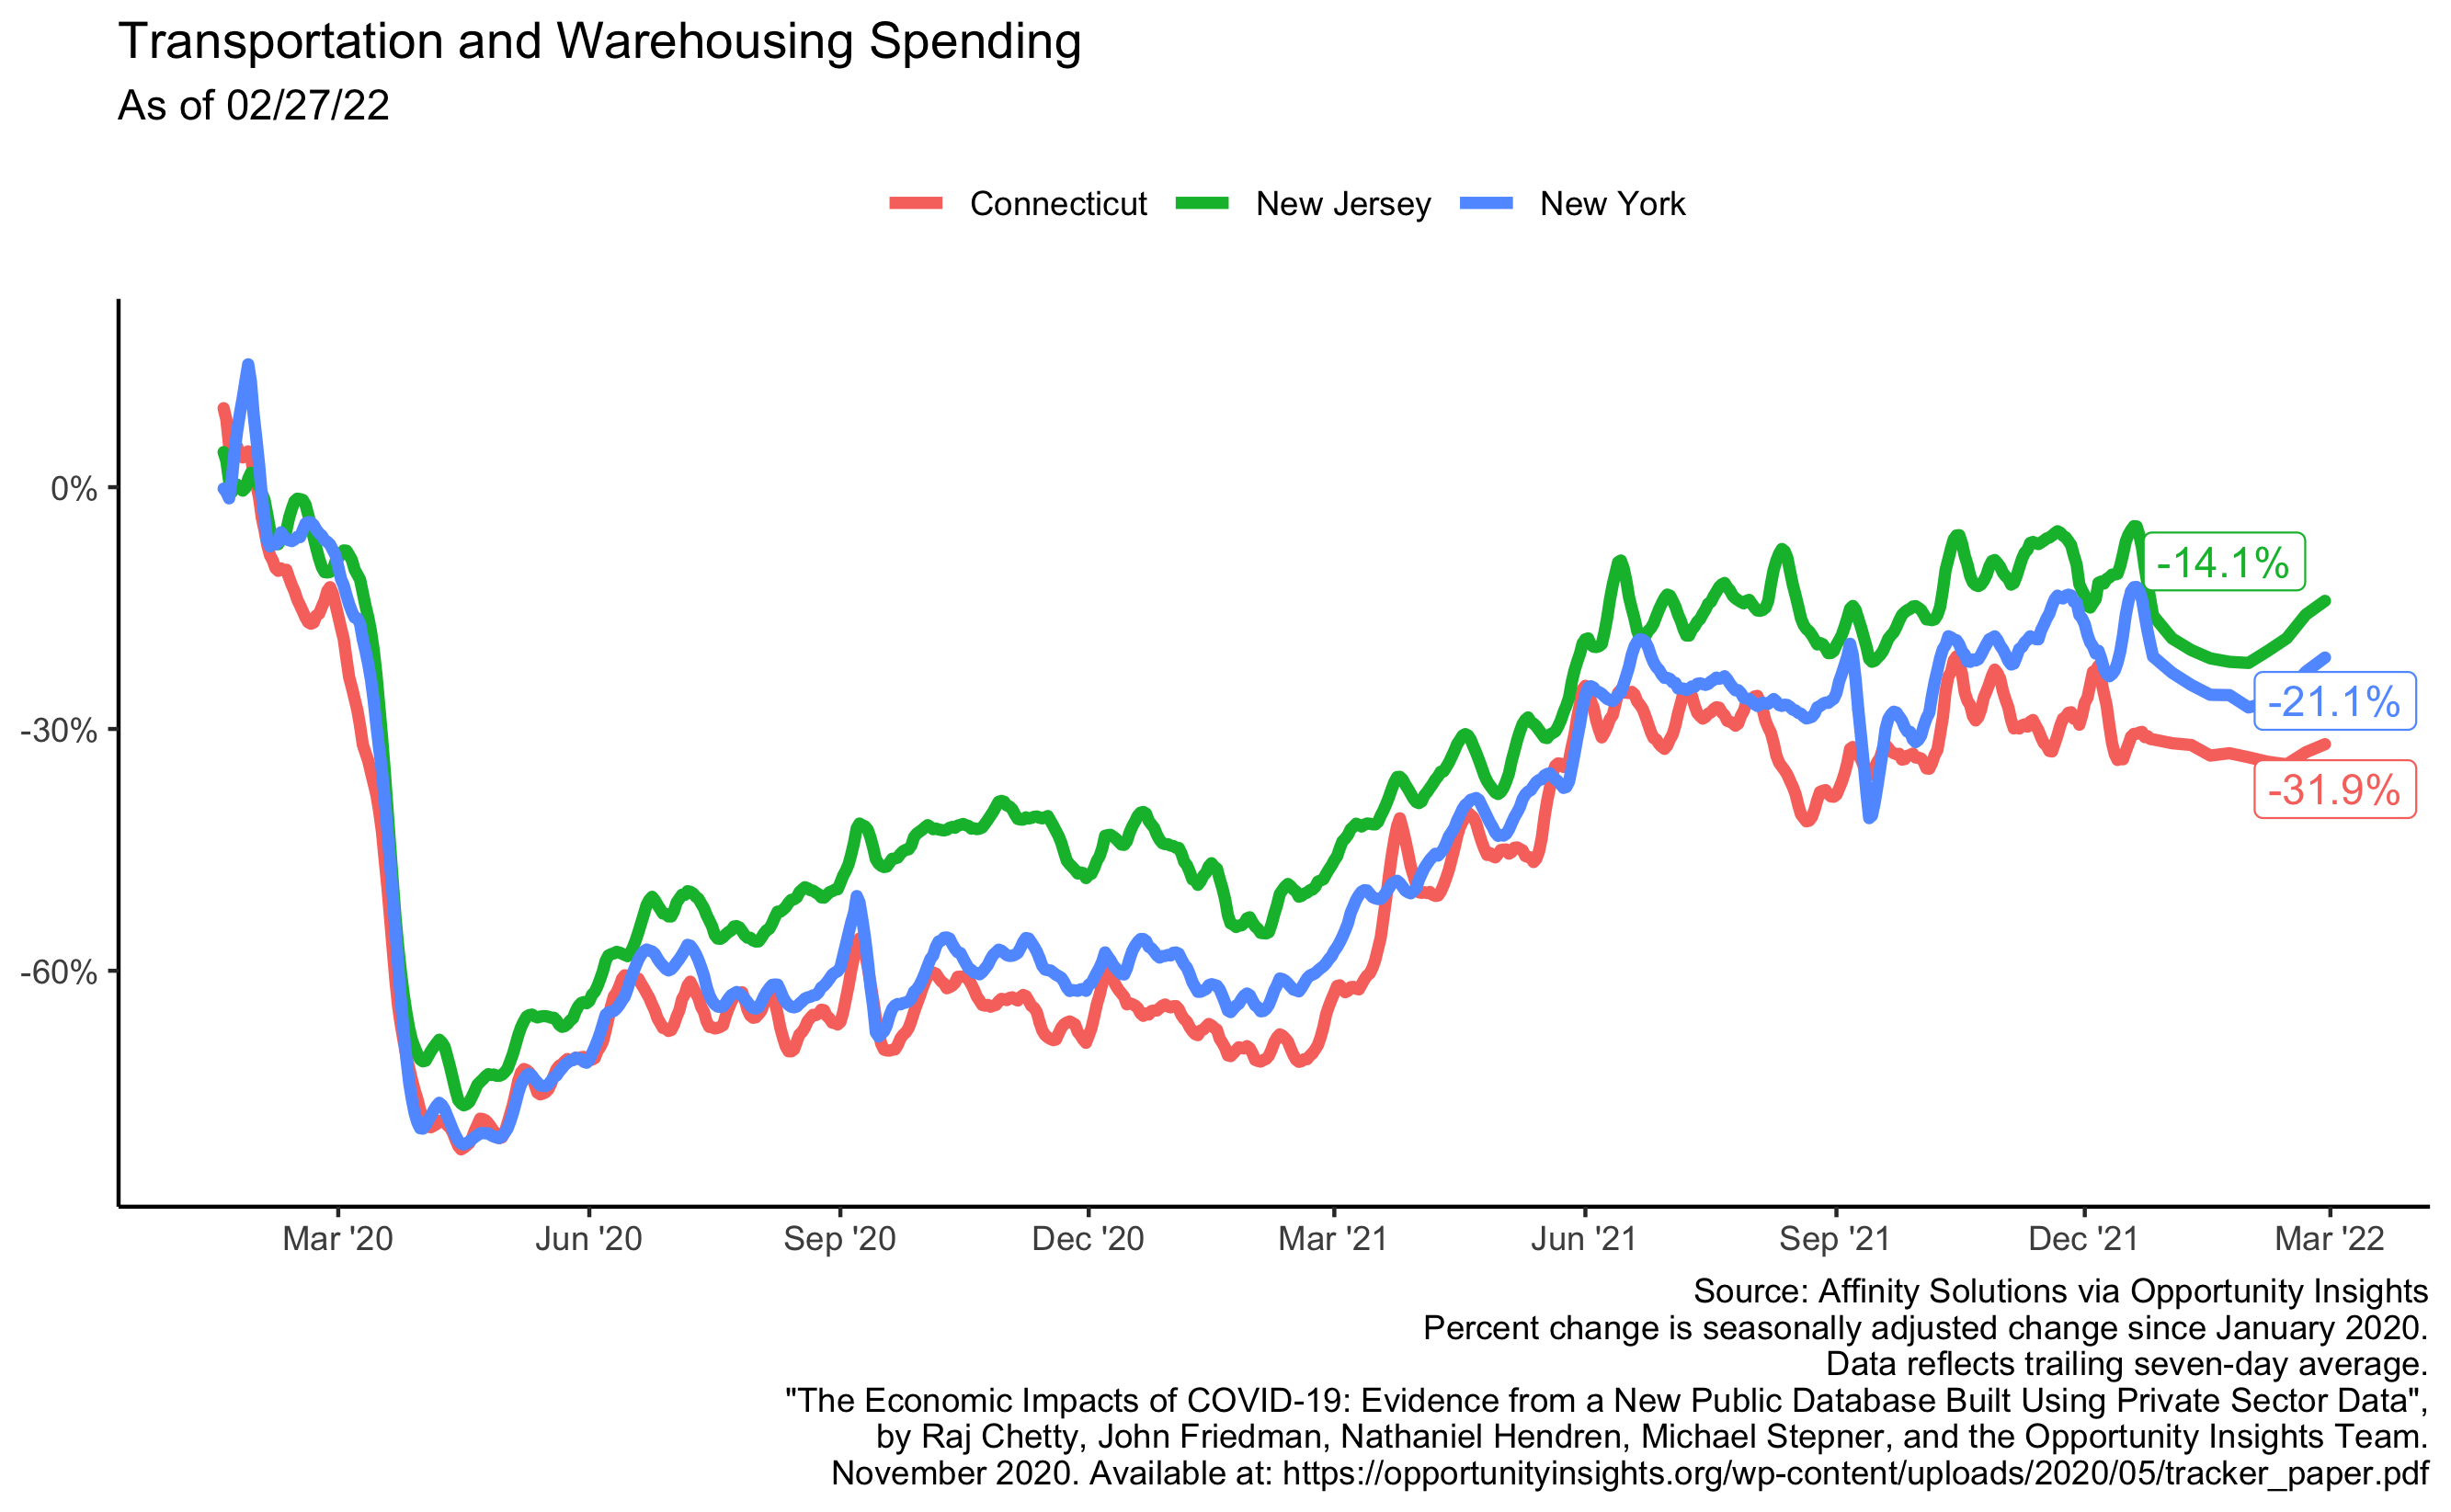 Transportation and Warehousing Spending
As of 02/27/22
Connecticut New Jersey New York
0%
-30%
-60%
-14.1%
-21.1%
-31.9%
Mar '20 Jun '20 Sep '20 Dec '20 Mar '21 Jun '21 Sep '21 Dec '21 Mar '22
Source: Affinity Solutions via Opportunity Insights
Percent change is seasonally adjusted change since January 2020.
Data reflects trailing seven-day average.
"The Economic Impacts of COVID-19: Evidence from a New Public Database Built Using Private Sector Data",
by Raj Chetty, John Friedman, Nathaniel Hendren, Michael Stepner, and the Opportunity Insights Team.
November 2020. Available at: https://opportunityinsights.org/wp-content/uploads/2020/05/tracker_paper.pdf